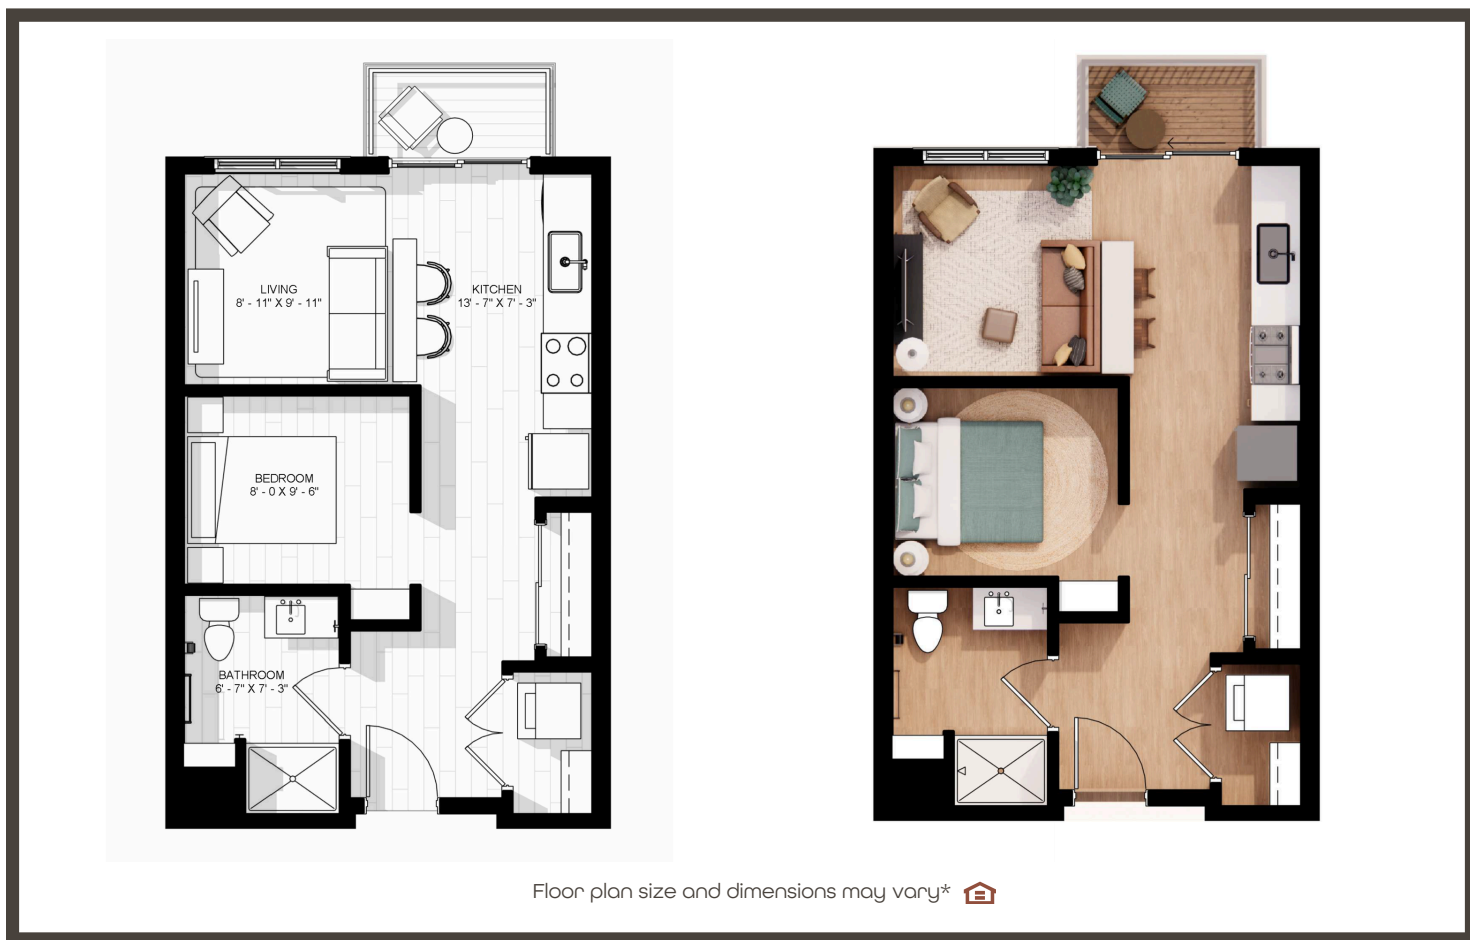 LIVING
8' - 11" X 9' - 11"
KITCHEN
13' - 7" X 7' - 3"
BEDROOM
8' - 0 X 9' - 6"
BATHROOM
6' - 7" X 7' - 3"
Floor plan size and dimensions may vary*